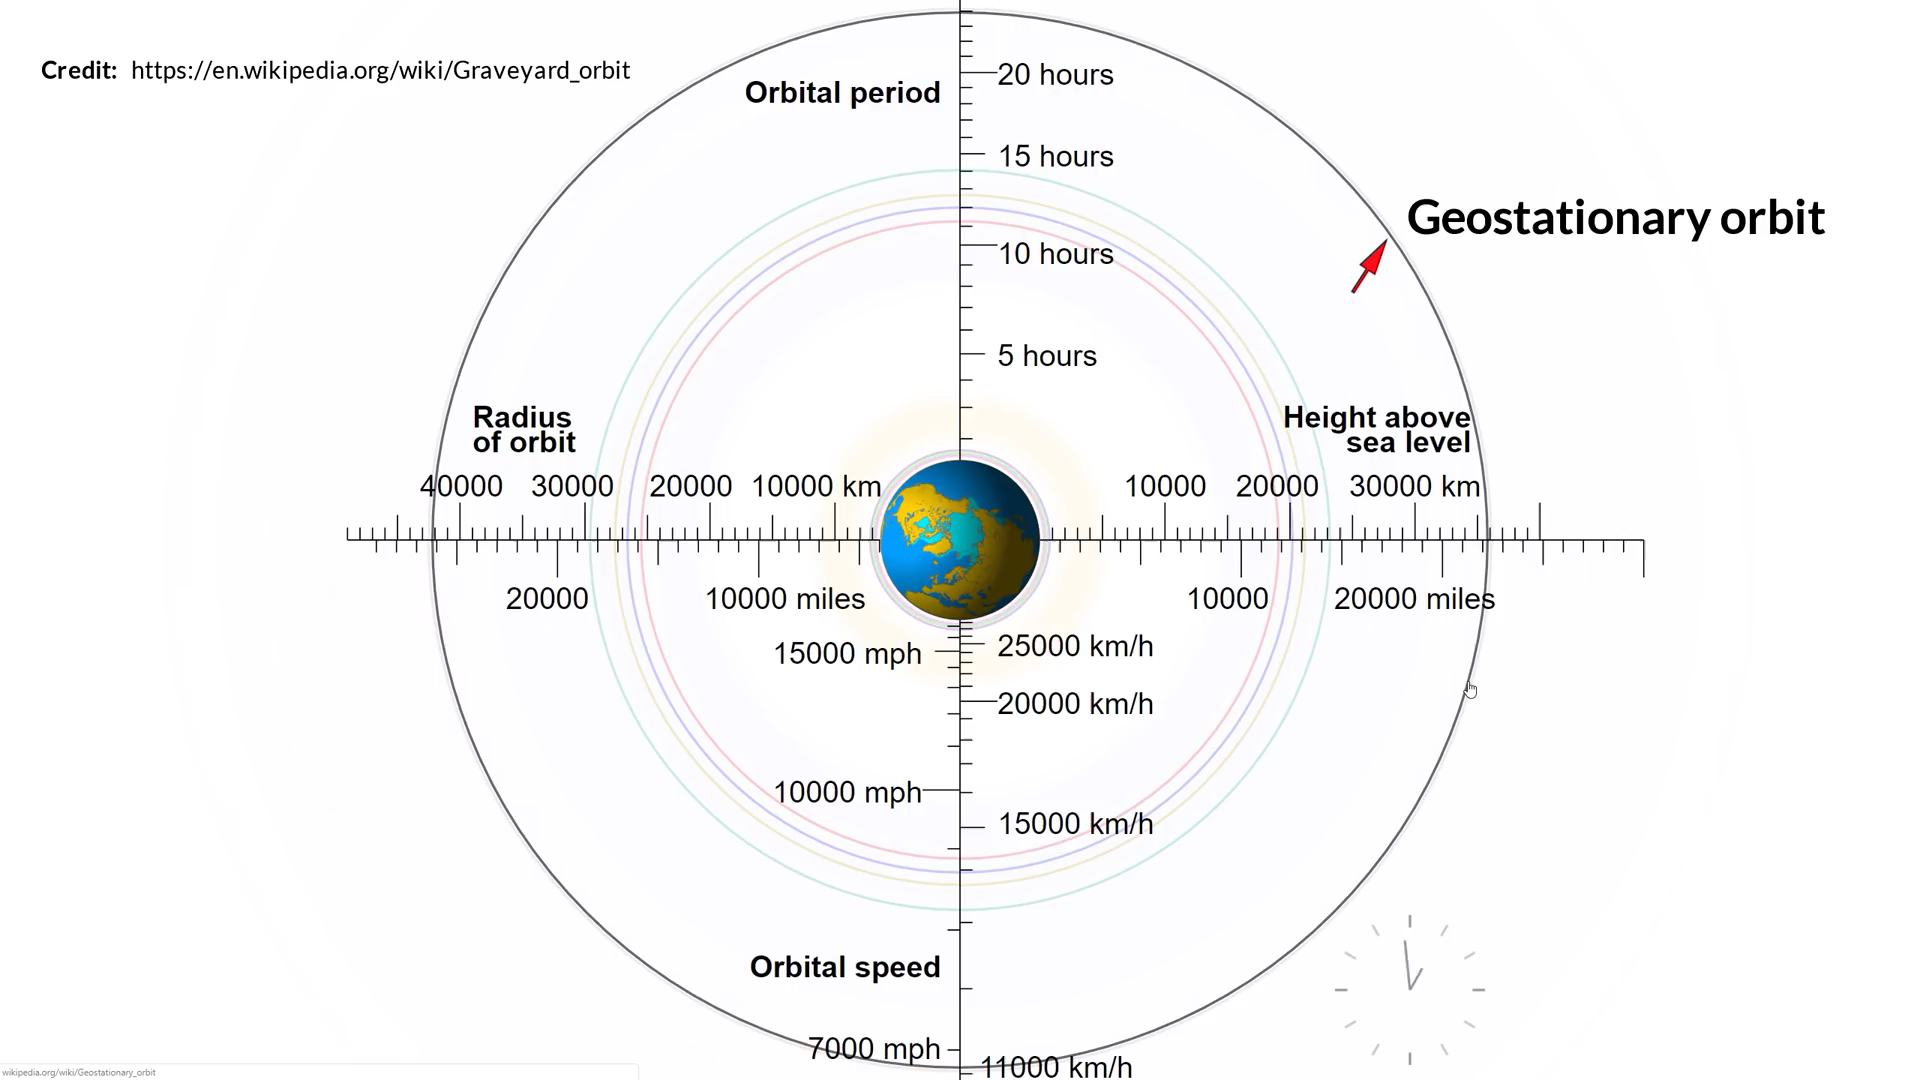 Credit: https://en.wikipedia.org/wiki/Graveyard_orbit
Orbital period
20 hours
15 hours
Geostationary orbit
10 hours
5 hours
Radius
of orbit
Height above
sea level
40000 30000 20000 10000 km
10000 20000 30000 km
20000 10000 miles
10000 20000 miles
15000 mph
25000 km/h
20000 km/h
10000 mph
15000 km/h
Orbital speed
7000 mph
11000 km/h
wikipedia.org/wiki/Geostationary_orbit